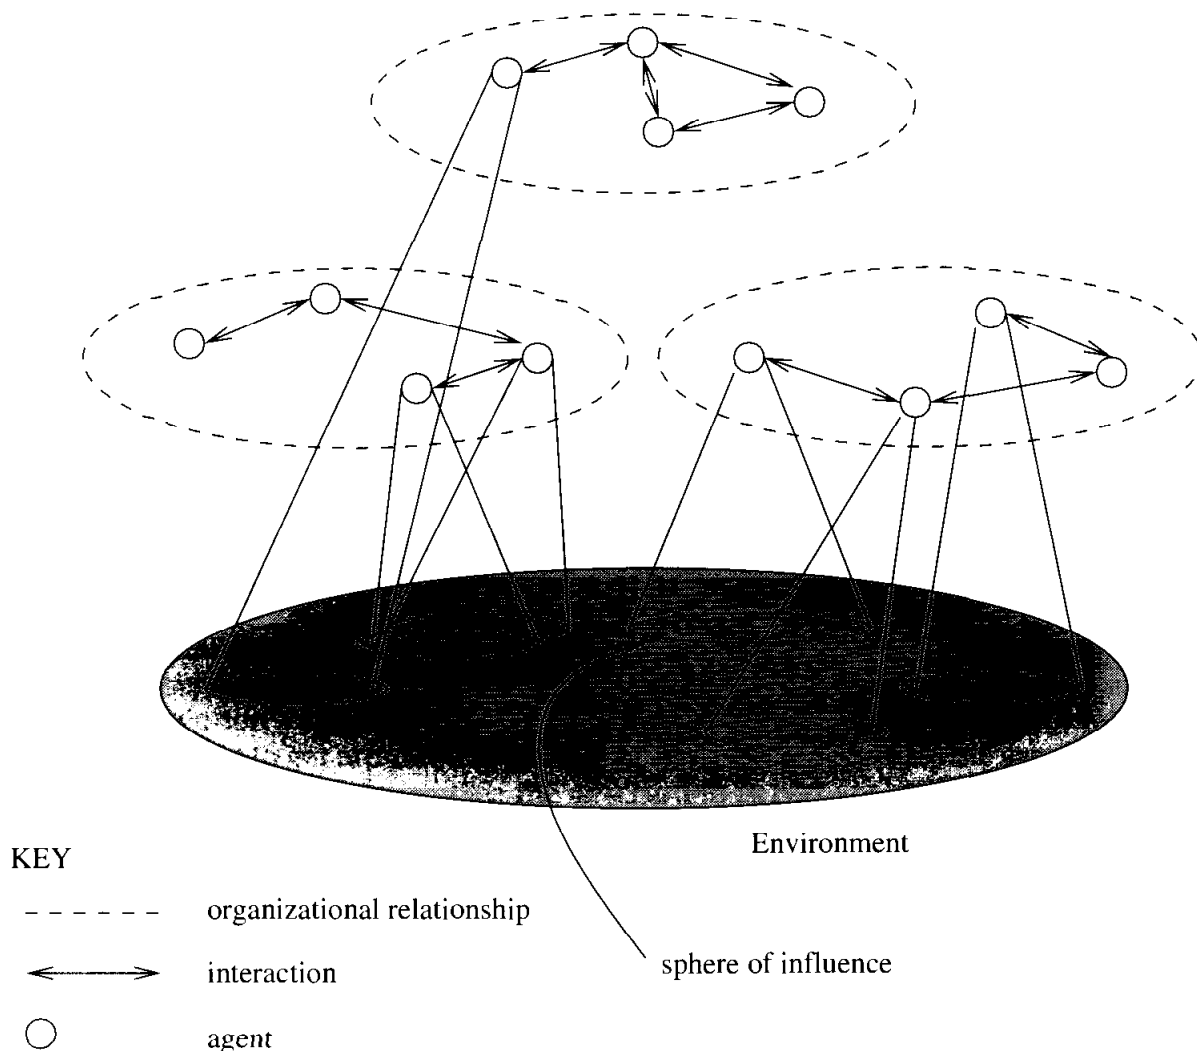 Environment
KEY
organizational relationship
interaction
sphere of influence
agent